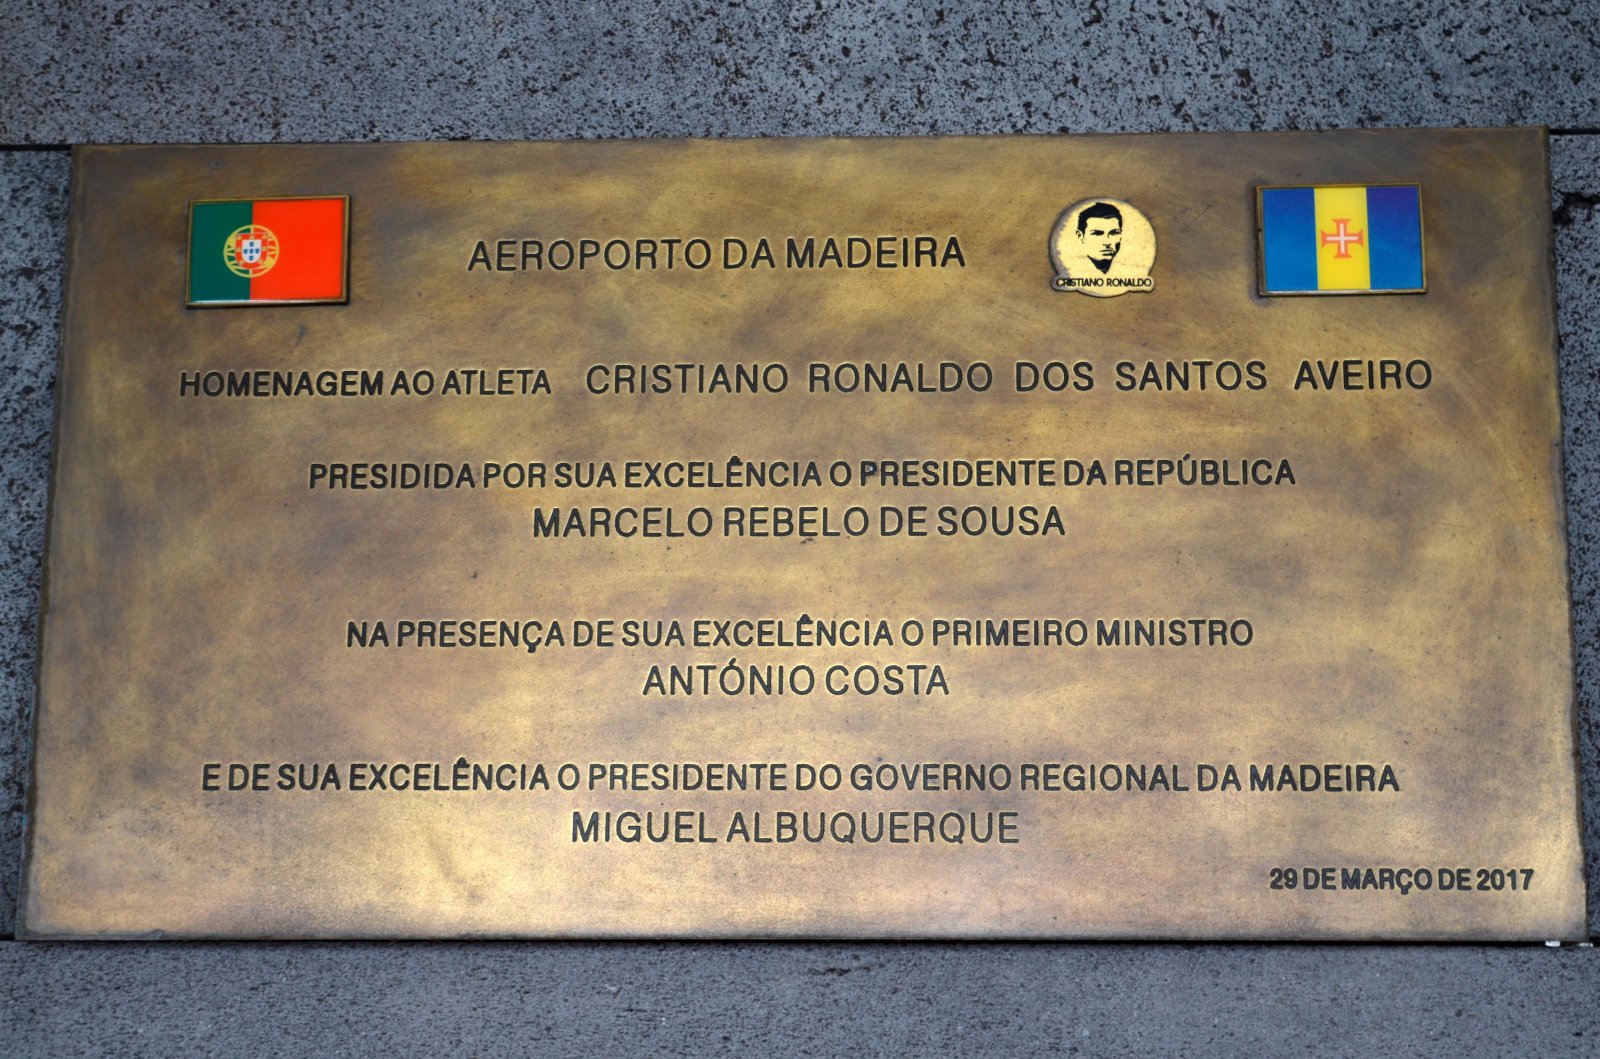 AEROPORTO DA MADEIRA
CRISTIANO RONALDO
HOMENAGEM AO ATLETA CRISTIANO RONALDO DOS SANTOS AVEIRO
PRESIDIDA POR SUA EXCELÊNCIA O PRESIDENTE DA REPÚBLICA
MARCELO REBELO DE SOUSA
NA PRESENÇA DE SUA EXCELÊNCIA O PRIMEIRO MINISTRO
ANTÓNIO COSTA
E DE SUA EXCELÊNCIA O PRESIDENTE DO GOVERNO REGIONAL DA MADEIRA
MIGUEL ALBUQUERQUE
29 DE MARÇO DE 2017